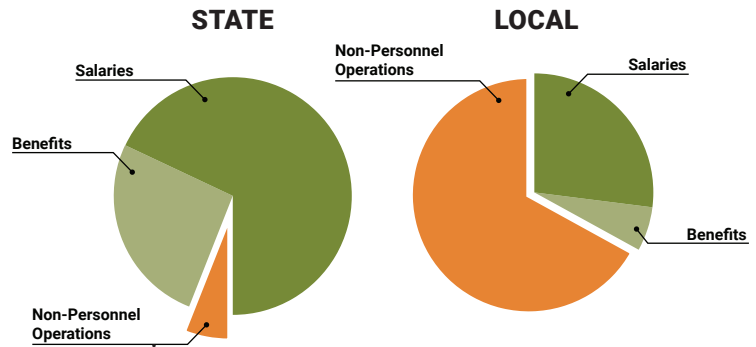 STATE
Salaries
Benefits
Non-Personnel
Operations
LOCAL
Non-Personnel
Operations
Salaries
Benefits